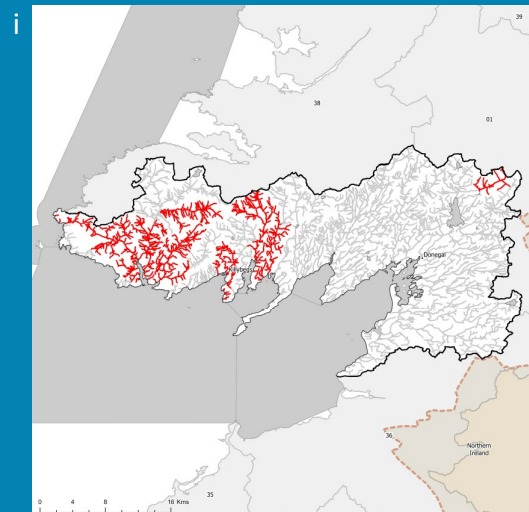 i
39
38
01
Killybegs
Donegal
36
Northern
Ireland
35
0 4 8 16 Kms